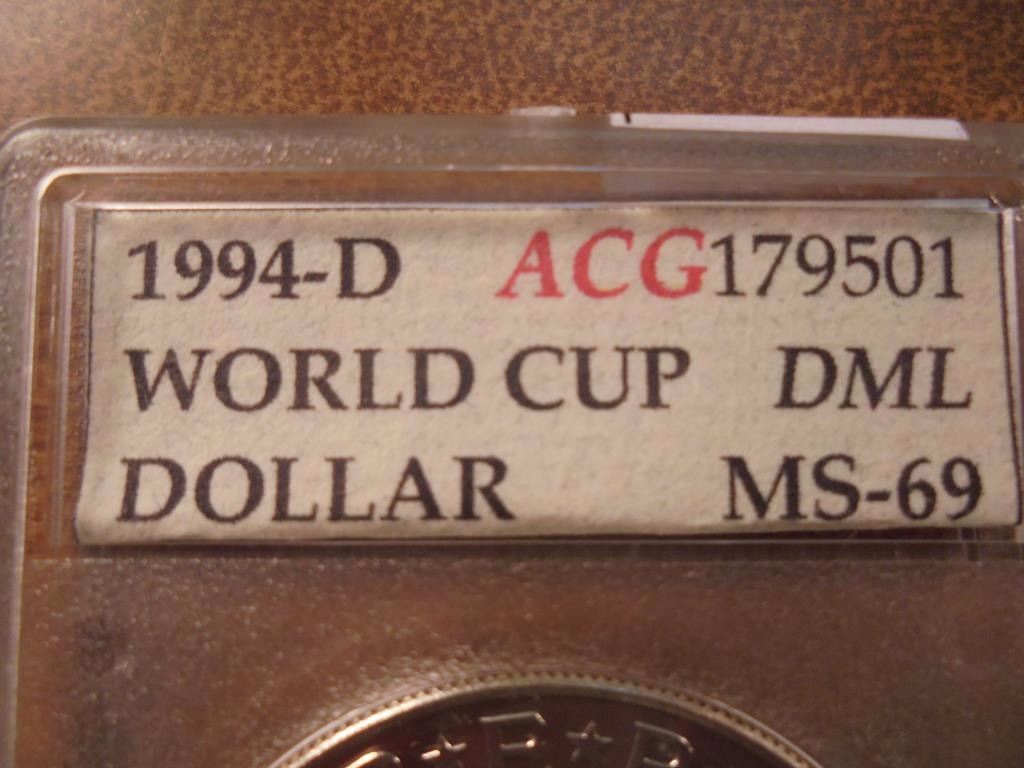 1994-D ACG179501
WORLD CUP DML
DOLLAR MS-69